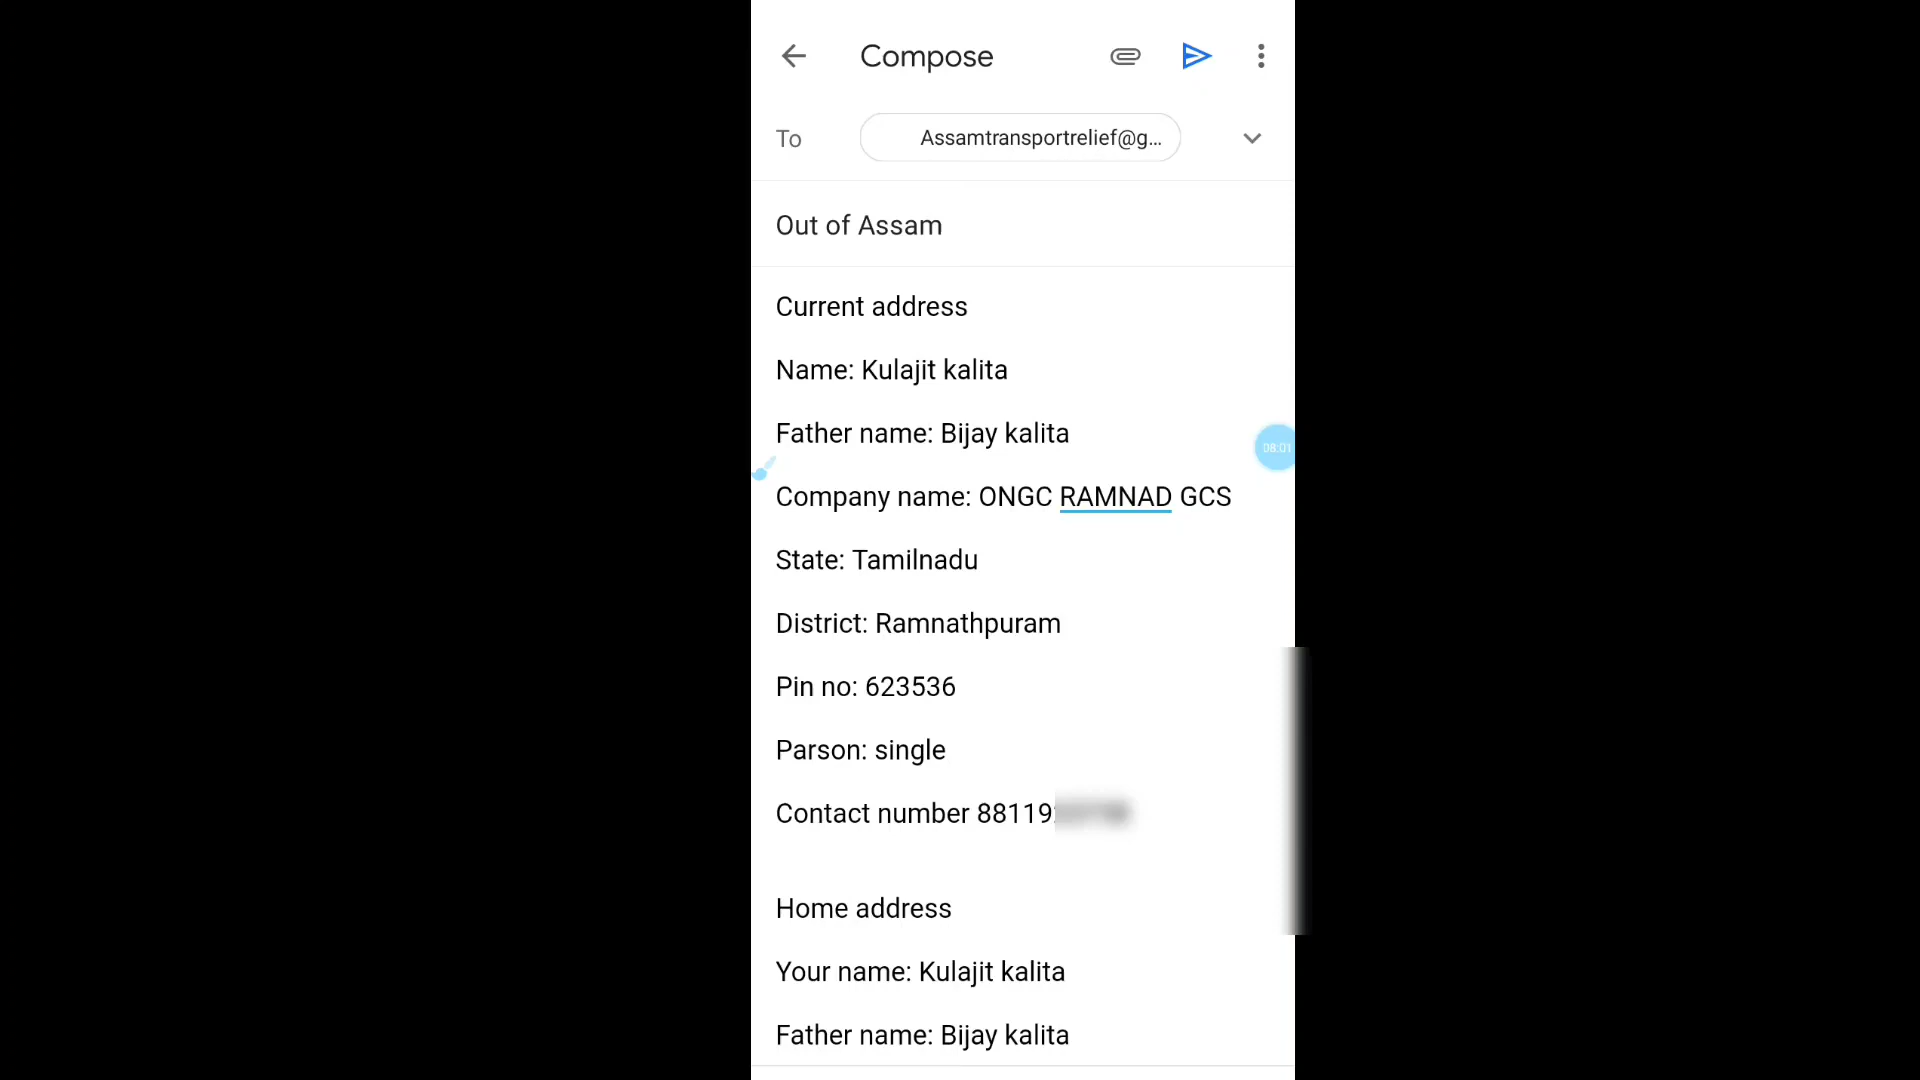 Compose
To
Assamtransportrelief@g...
Out of Assam
Current address
Name: Kulajit kalita
Father name: Bijay kalita
08:01
Company name: ONGC RAMNAD GCS
State: Tamilnadu
District: Ramnathpuram
Pin no: 623536
Parson: single
Contact number 88119
Home address
Your name: Kulajit kalita
Father name: Bijay kalita